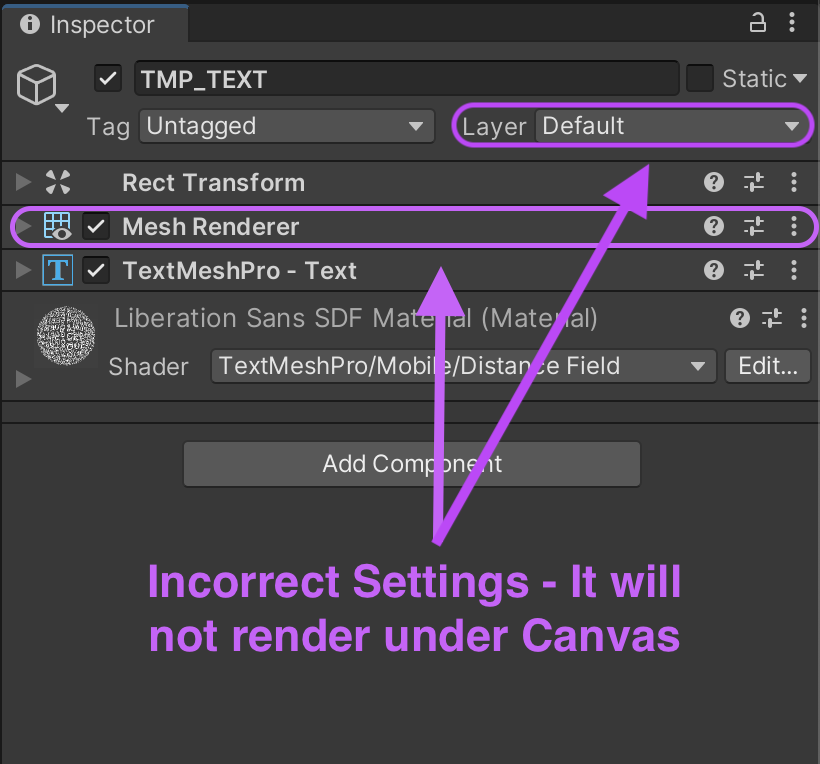 Inspector
TMP_TEXT
Static
Tag Untagged
Layer Default
Rect Transform
Mesh Renderer
T TextMeshPro - Text
Liberation Sans SDF Material (Material)
Shader TextMeshPro/Mobile/Distance Field Edit...
Add Component
Incorrect Settings - It will
not render under Canvas